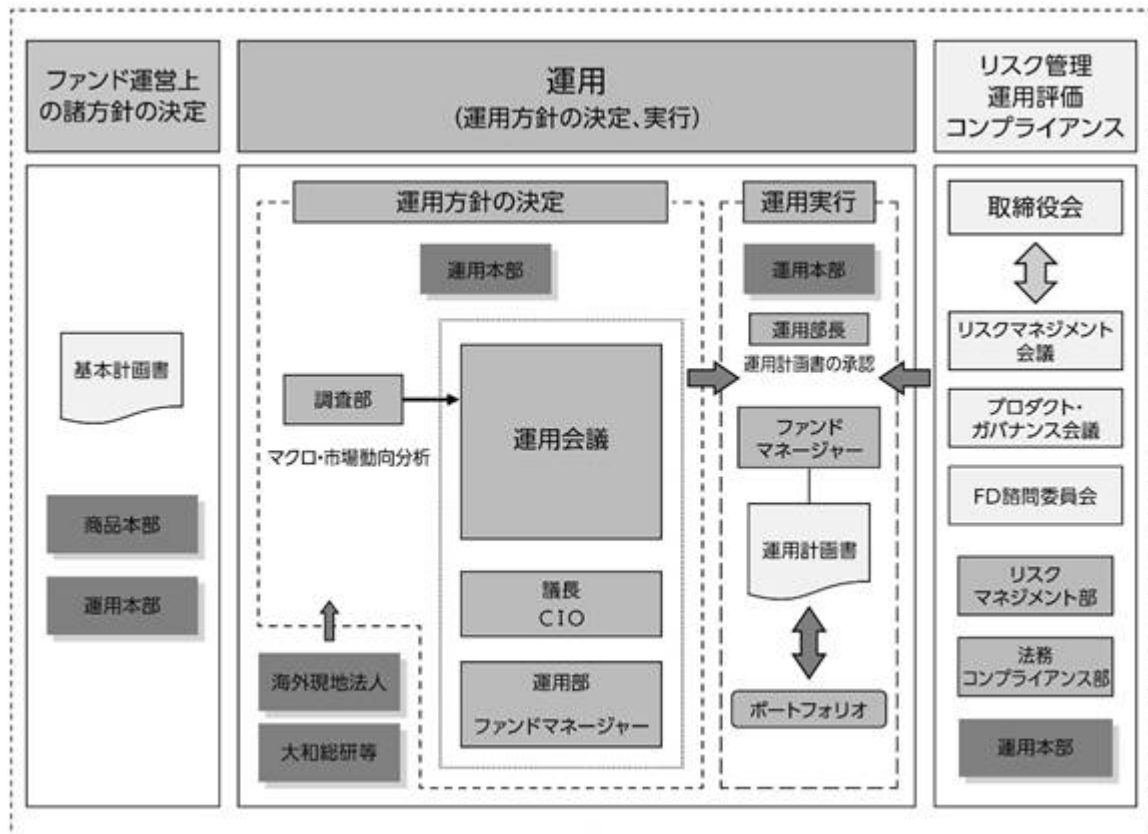 ファンド運営上
の諸方針の決定
基本計画書
商品本部
運用本部
運用
(運用方針の決定、実行)
運用方針の決定
運用本部
調査部
マクロ・市場動向分析
運用会議
議長
CIO
運用部
ファンドマネージャー
海外現地法人
大和総研等
運用実行
運用本部
運用部長
運用計画書の承認
ファンド
マネージャー
運用計画書
ポートフォリオ
リスク管理
運用評価
コンプライアンス
取締役会
リスクマネジメント
会議
プロダクト・
ガバナンス会議
FD諮問委員会
リスク
マネジメント部
法務
コンプライアンス部
運用本部